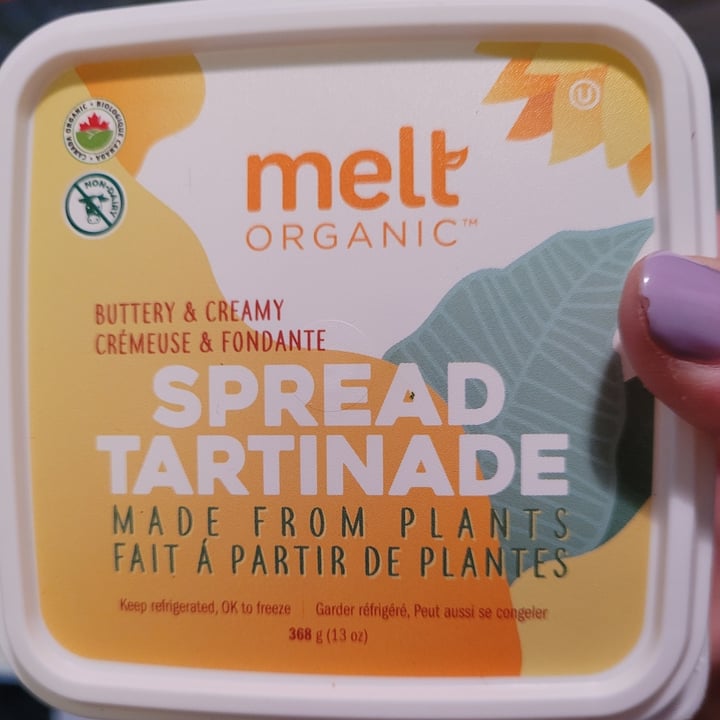 melt
ORGANIC™
CANADA ORGANIC • BIOLOGIQUE CANADA •
NON-DAIRY
U
BUTTERY & CREAMY
CRÉMEUSE & FONDANTE
SPREAD
TARTINADE
MADE FROM PLANTS
FAIT Á PARTIR DE PLANTES
Keep refrigerated, OK to freeze | Garder réfrigéré, Peut aussi se congeler
368 g (13 oz)